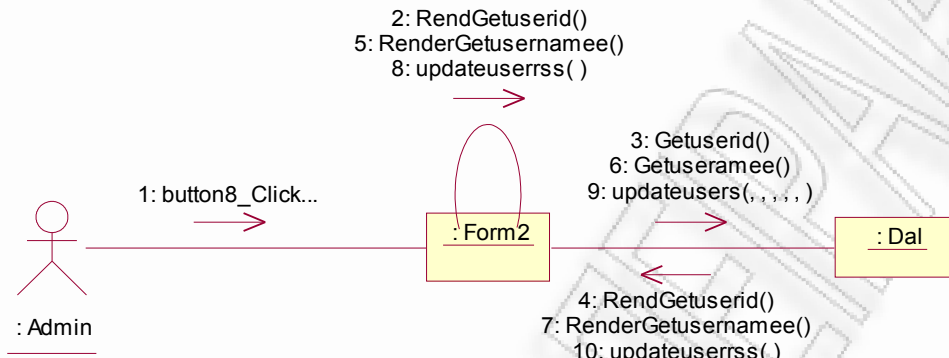 2: RendGetuserid()
5: RenderGetusernamee()
8: updateuserrss( )
3: Getuserid()
6: Getuseramee()
9: updateusers(, , , , , )
1: button8_Click...
: Form2
: Dal
4: RendGetuserid()
7: RenderGetusernamee()
10: updateuserrss( )
: Admin